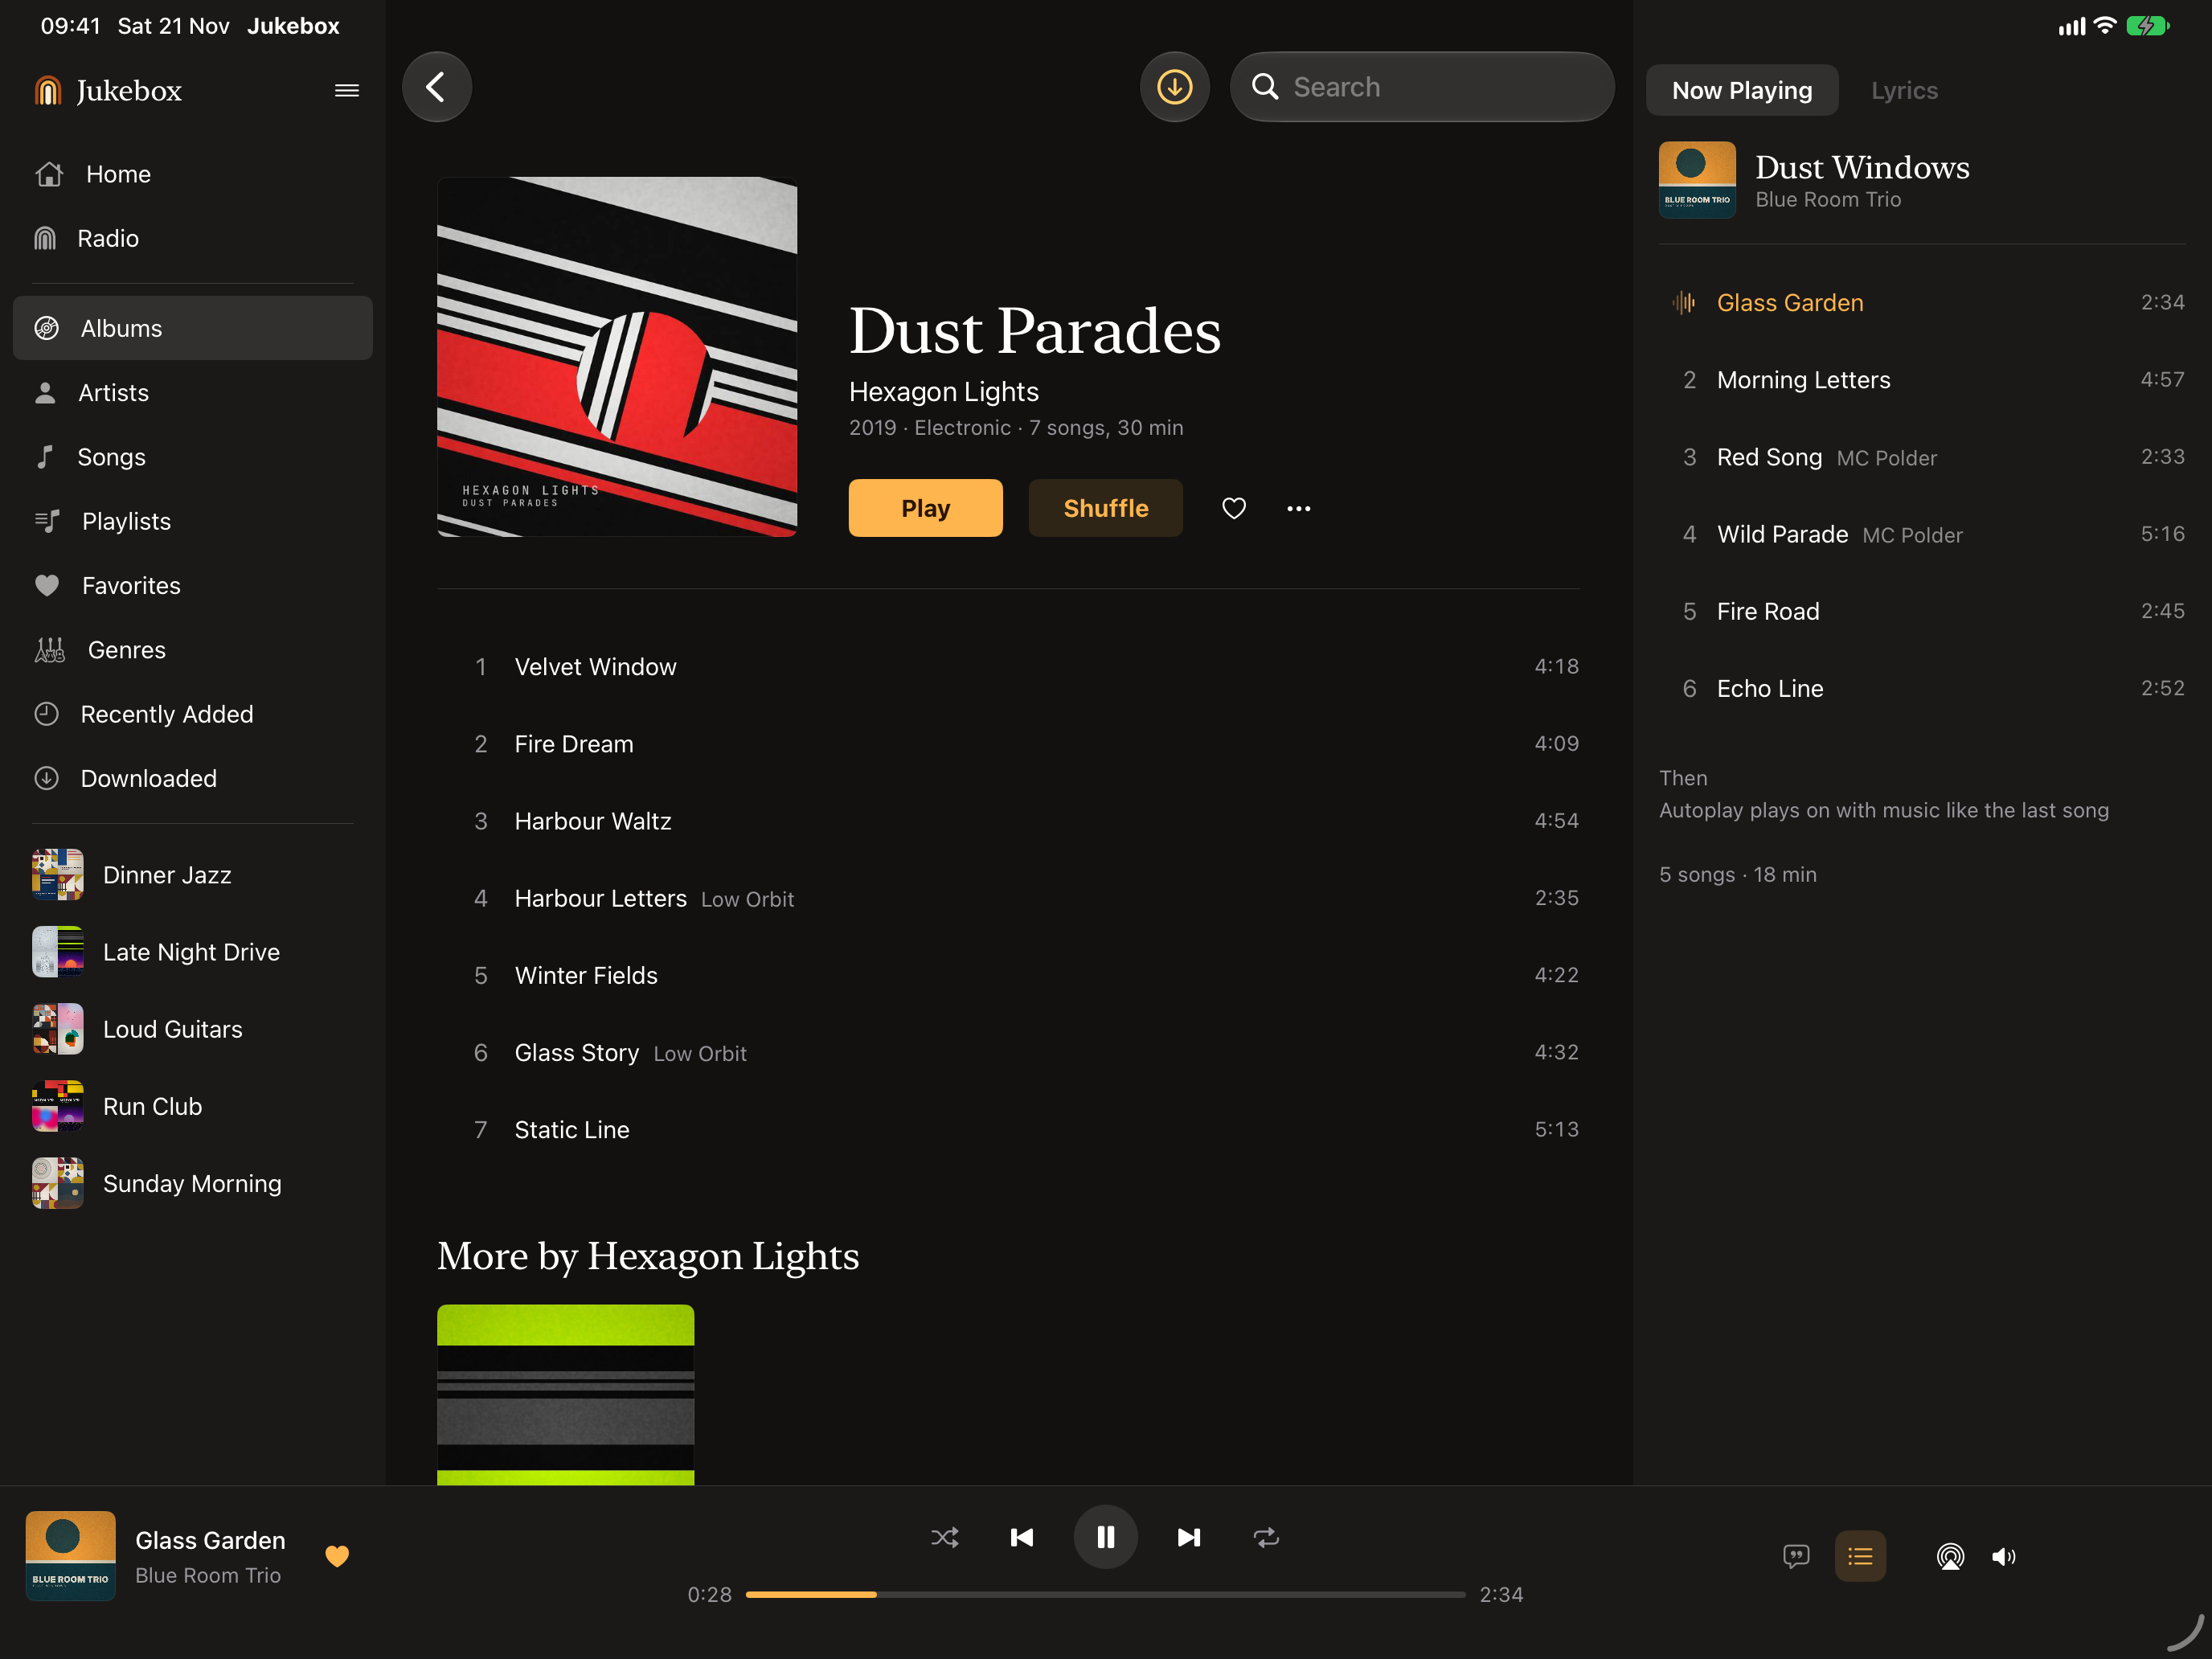 09:41 Sat 21 Nov Jukebox
Jukebox
Home
Radio
Albums
Artists
Songs
Playlists
Favorites
Genres
Recently Added
Downloaded
Dinner Jazz
Late Night Drive
Loud Guitars
Run Club
Sunday Morning
Search
HEXAGON LIGHTS
DUST PARADES
Dust Parades
Hexagon Lights
2019 · Electronic · 7 songs, 30 min
Play
Shuffle
1 Velvet Window 4:18
2 Fire Dream 4:09
3 Harbour Waltz 4:54
4 Harbour Letters Low Orbit 2:35
5 Winter Fields 4:22
6 Glass Story Low Orbit 4:32
7 Static Line 5:13
More by Hexagon Lights
Now Playing
Lyrics
BLUE ROOM TRIO
Dust Windows
Blue Room Trio
Glass Garden 2:34
2 Morning Letters 4:57
3 Red Song MC Polder 2:33
4 Wild Parade MC Polder 5:16
5 Fire Road 2:45
6 Echo Line 2:52
Then
Autoplay plays on with music like the last song
5 songs · 18 min
BLUE ROOM TRIO
Glass Garden
Blue Room Trio
0:28
2:34